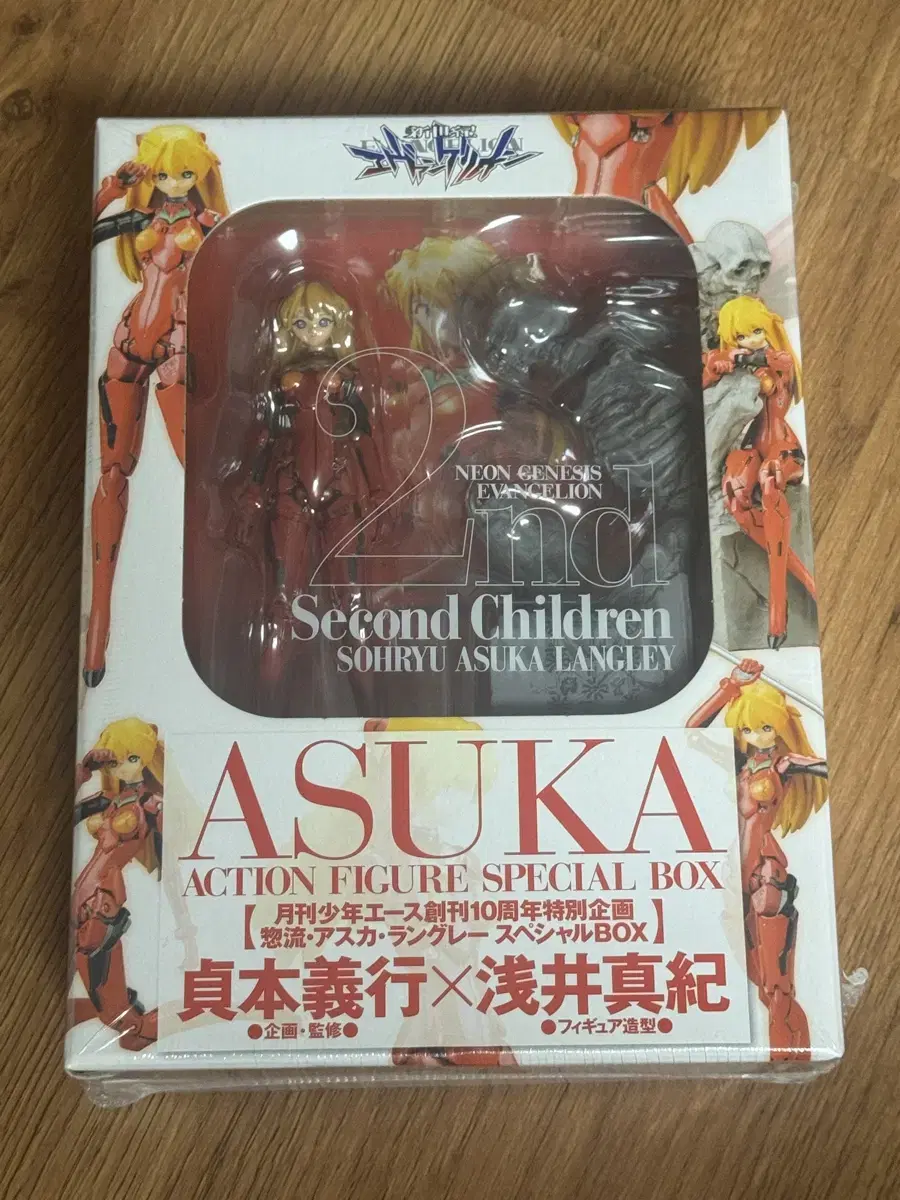 新世紀
EVANGELION
エヴァンゲリオン
2nd
NEON GENESIS
EVANGELION
Second Children
SOHRYU ASUKA LANGLEY
ASUKA
ACTION FIGURE SPECIAL BOX
【月刊少年エース創刊10周年特別企画
惣流・アスカ・ラングレー スペシャルBOX】
貞本義行×浅井真紀
●企画・監修● ●フィギュア造型●